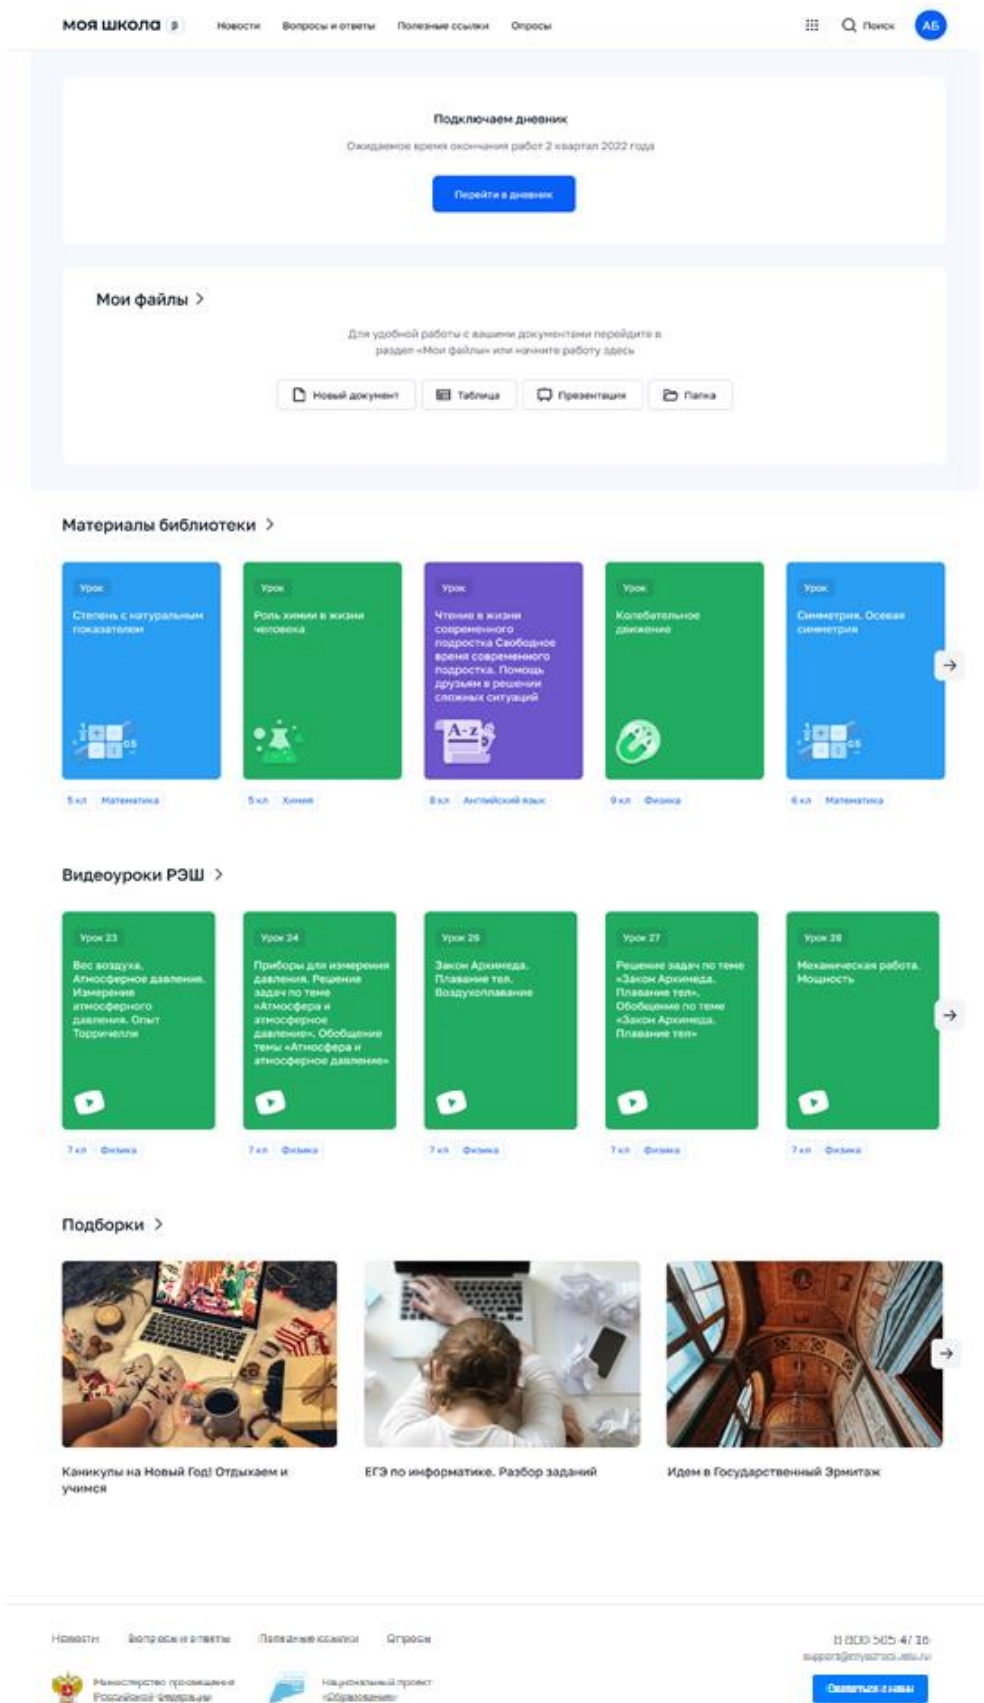 моя школа β
Новости Вопросы и ответы Полезные ссылки Опросы
Поиск АБ
Подключаем дневник
Ожидаемое время окончания работ 2 квартал 2022 года
Перейти в дневник
Мои файлы
Для удобной работы с вашими документами перейдите в
раздел «Мои файлы» или начните работу здесь
Новый документ Таблица Презентация Папка
Материалы библиотеки
Урок
Степень с натуральным
показателем
5 кл Математика
Урок
Роль химии в жизни
человека
5 кл Химия
Урок
Чтение в жизни
современного
подростка Свободное
время современного
подростка. Помощь
друзьям в решении
сложных ситуаций
A-z
8 кл Английский язык
Урок
Колебательное
движение
9 кл Физика
Урок
Симметрия. Осевая
симметрия
6 кл Математика
Видеоуроки РЭШ
Урок 23
Вес воздуха.
Атмосферное давление.
Измерение
атмосферного
давления. Опыт
Торричелли
7 кл Физика
Урок 24
Приборы для измерения
давления. Решение
задач по теме
«Атмосфера и
атмосферное
давление». Обобщение
темы «Атмосфера и
атмосферное давление»
7 кл Физика
Урок 26
Закон Архимеда.
Плавание тел.
Воздухоплавание
7 кл Физика
Урок 27
Решение задач по теме
«Закон Архимеда.
Плавание тел».
Обобщение по теме
«Закон Архимеда.
Плавание тел»
7 кл Физика
Урок 28
Механическая работа.
Мощность
7 кл Физика
Подборки
Каникулы на Новый Год! Отдыхаем и
учимся
ЕГЭ по информатике. Разбор заданий
Идем в Государственный Эрмитаж
Новости Вопросы и ответы Полезные ссылки Опросы
8 800 505-47 16
Министерство просвещения
Российской Федерации
Национальный проект
«Образование»
Связаться с нами